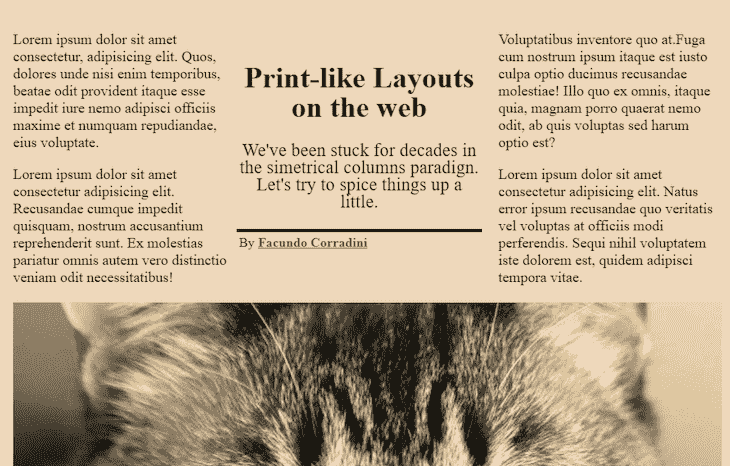 Lorem ipsum dolor sit amet
consectetur, adipisicing elit. Quos,
dolores unde nisi enim temporibus,
beatae odit provident itaque esse
impedit iure nemo adipisci officiis
maxime et numquam repudiandae,
eius voluptate.
Lorem ipsum dolor sit amet
consectetur adipisicing elit.
Recusandae cumque impedit
quisquam, nostrum accusantium
reprehenderit sunt. Ex molestias
pariatur omnis autem vero distinctio
veniam odit necessitatibus!
Print-like Layouts
on the web
We've been stuck for decades in
the simetrical columns paradign.
Let's try to spice things up a
little.
By Facundo Corradini
Voluptatibus inventore quo at.Fuga
cum nostrum ipsum itaque est iusto
culpa optio ducimus recusandae
molestiae! Illo quo ex omnis, itaque
quia, magnam porro quaerat nemo
odit, ab quis voluptas sed harum
optio est?
Lorem ipsum dolor sit amet
consectetur adipisicing elit. Natus
error ipsum recusandae quo veritatis
vel voluptas at officiis modi
perferendis. Sequi nihil voluptatem
iste dolorem est, quidem adipisci
tempora vitae.